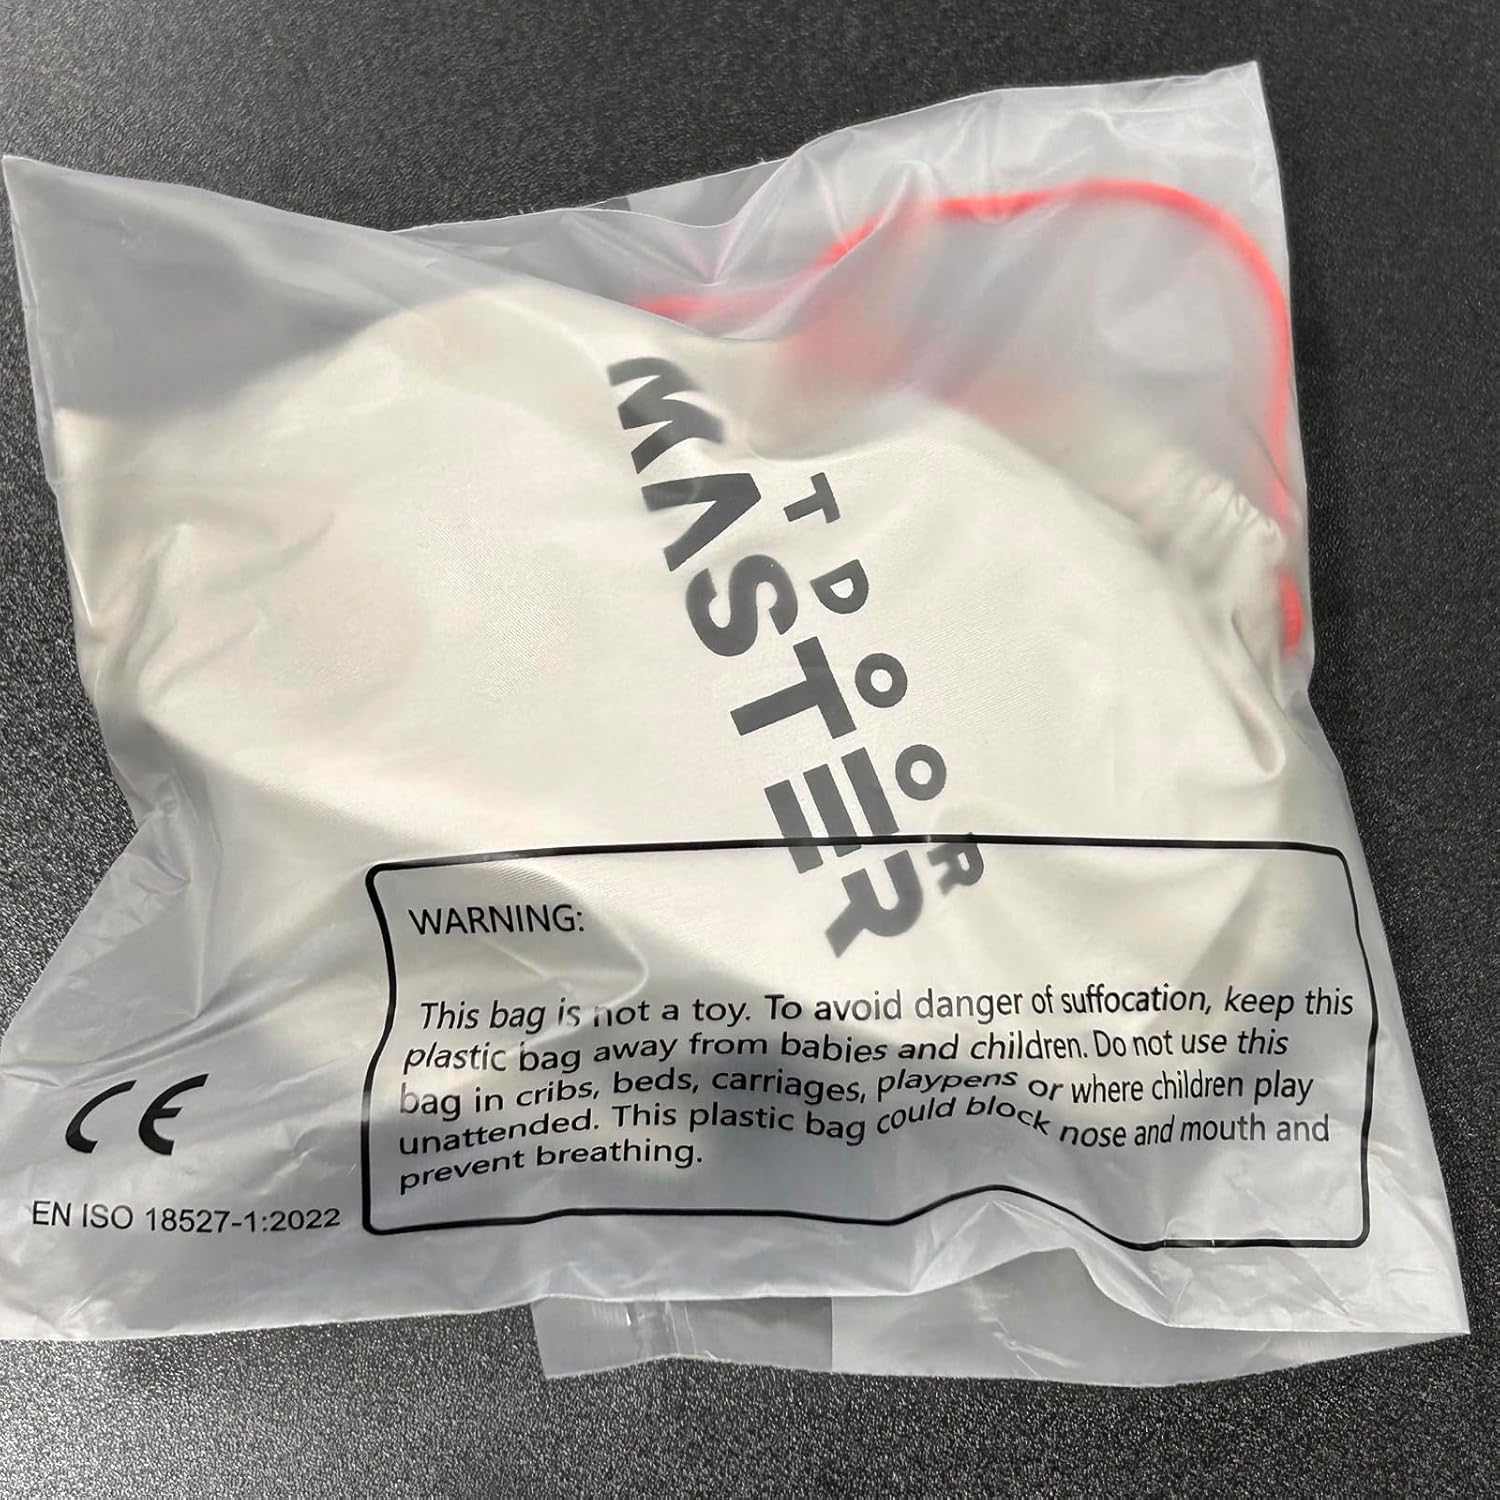 MASTER
TDOOR
WARNING:
This bag is not a toy. To avoid danger of suffocation, keep this
plastic bag away from babies and children. Do not use this
bag in cribs, beds, carriages, playpens or where children play
unattended. This plastic bag could block nose and mouth and
prevent breathing.
CE
EN ISO 18527-1:2022